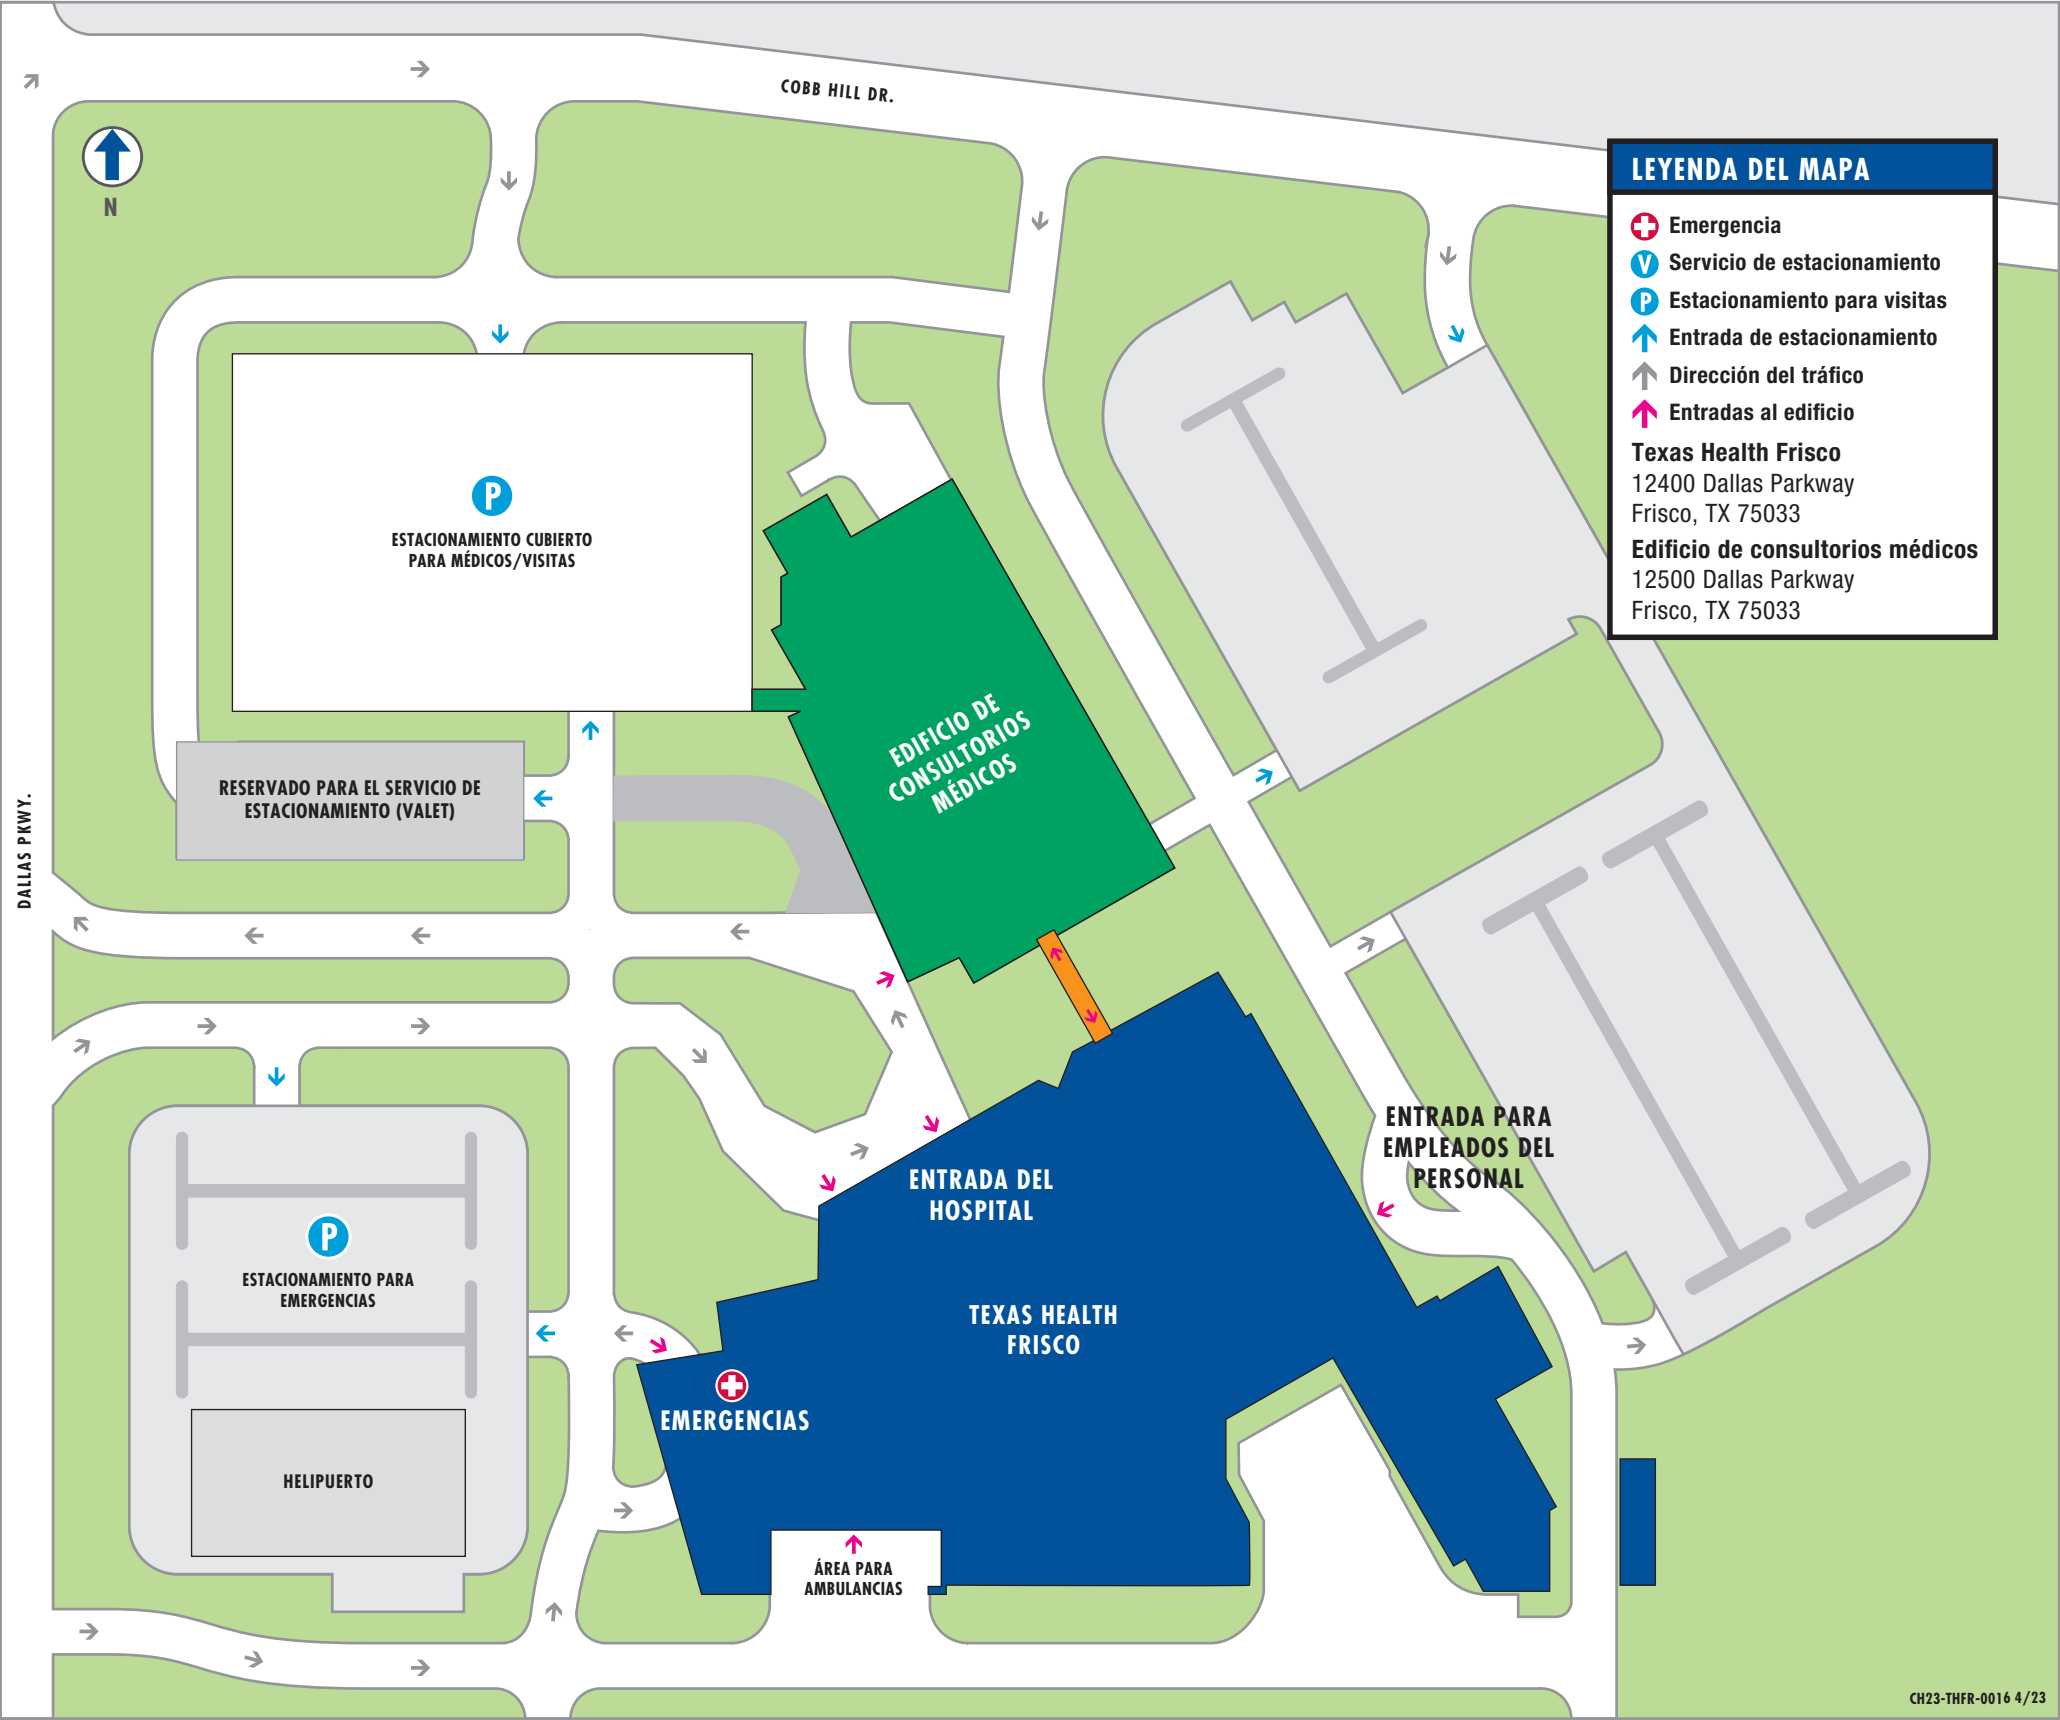 COBB HILL DR.
N
LEYENDA DEL MAPA
Emergencia
V Servicio de estacionamiento
P Estacionamiento para visitas
Entrada de estacionamiento
Dirección del tráfico
Entradas al edificio
Texas Health Frisco
12400 Dallas Parkway
Frisco, TX 75033
Edificio de consultorios médicos
12500 Dallas Parkway
Frisco, TX 75033
P
ESTACIONAMIENTO CUBIERTO
PARA MÉDICOS/VISITAS
EDIFICIO DE
CONSULTORIOS
MÉDICOS
RESERVADO PARA EL SERVICIO DE
ESTACIONAMIENTO (VALET)
DALLAS PKWY.
ENTRADA PARA
EMPLEADOS DEL
PERSONAL
ENTRADA DEL
HOSPITAL
P
ESTACIONAMIENTO PARA
EMERGENCIAS
TEXAS HEALTH
FRISCO
EMERGENCIAS
HELIPUERTO
ÁREA PARA
AMBULANCIAS
CH23-THFR-0016 4/23